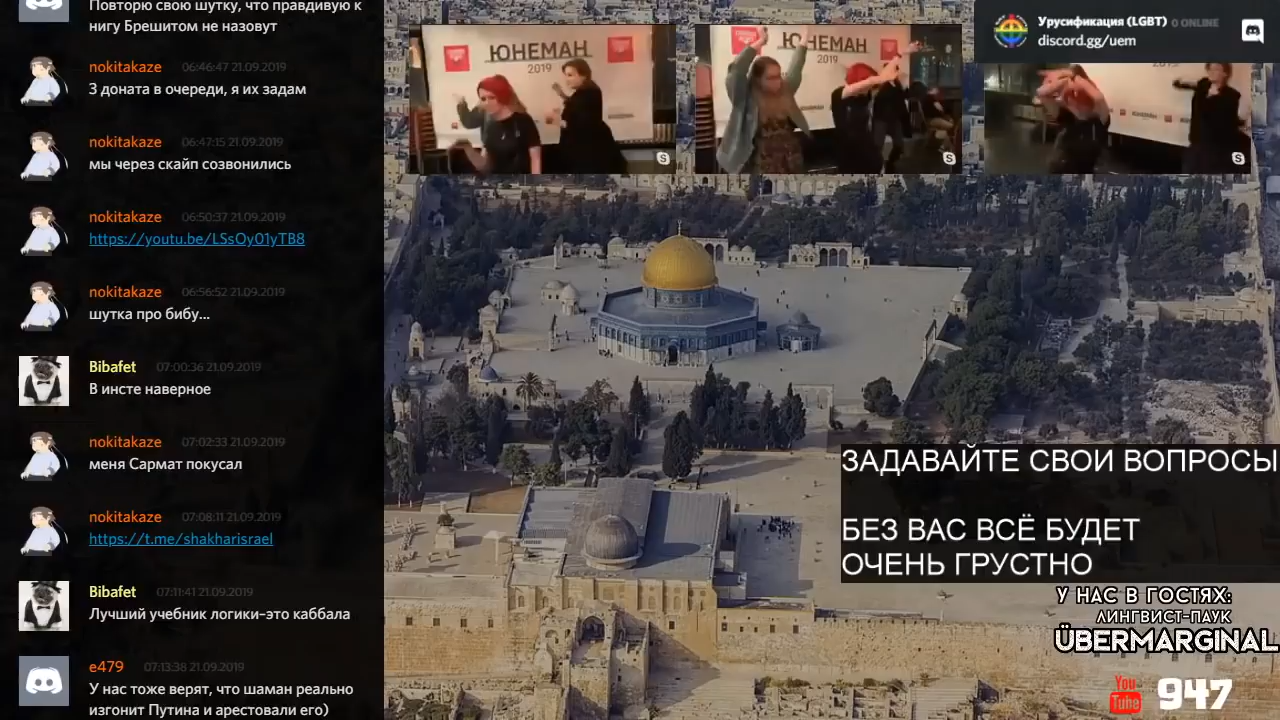 Повторю свою шутку, что правдивую к
нигу Брешитом не назовут
nokitakaze 06:46:47 21.09.2019
3 доната в очереди, я их задам
nokitakaze 06:47:15 21.09.2019
мы через скайп созвонились
nokitakaze 06:50:37 21.09.2019
https://youtu.be/LSsOy01yTB8
nokitakaze 06:56:52 21.09.2019
шутка про бибу...
Bibafet 07:00:36 21.09.2019
В инсте наверное
nokitakaze 07:02:33 21.09.2019
меня Сармат покусал
nokitakaze 07:08:11 21.09.2019
https://t.me/shakharisrael
Bibafet 07:11:41 21.09.2019
Лучший учебник логики-это каббала
e479 07:13:38 21.09.2019
У нас тоже верят, что шаман реально
изгонит Путина и арестовали его)
ЮНЕМАН
2019
ЮНЕМАН
2019
2019
Урусификация (LGBT) 0 ONLINE
discord.gg/uem
ЗАДАВАЙТЕ СВОИ ВОПРОСЫ
БЕЗ ВАС ВСЁ БУДЕТ
ОЧЕНЬ ГРУСТНО
У НАС В ГОСТЯХ:
ЛИНГВИСТ-ПАУК
ÜBERMARGINAL
You
Tube 947